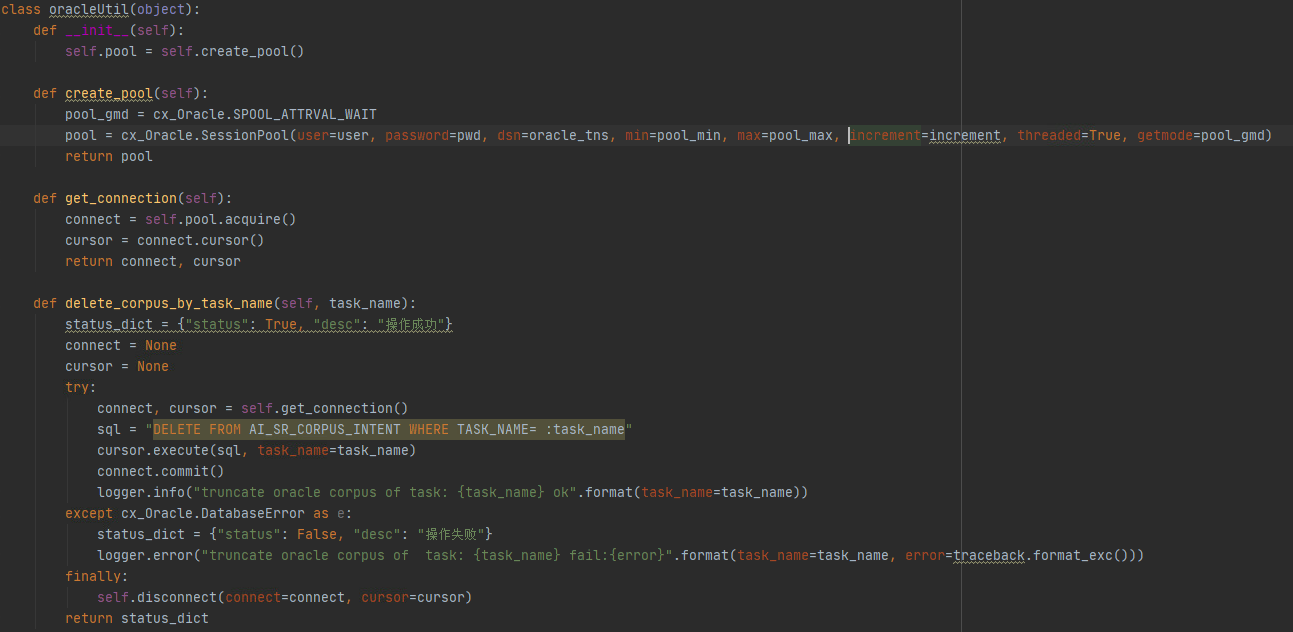 class oracleUtil(object):
    def __init__(self):
        self.pool = self.create_pool()
    def create_pool(self):
        pool_gmd = cx_Oracle.SPOOL_ATTRVAL_WAIT
        pool = cx_Oracle.SessionPool(user=user, password=pwd, dsn=oracle_tns, min=pool_min, max=pool_max, increment=increment, threaded=True, getmode=pool_gmd)
        return pool
    def get_connection(self):
        connect = self.pool.acquire()
        cursor = connect.cursor()
        return connect, cursor
    def delete_corpus_by_task_name(self, task_name):
        status_dict = {"status": True, "desc": "操作成功"}
        connect = None
        cursor = None
        try:
            connect, cursor = self.get_connection()
            sql = "DELETE FROM AI_SR_CORPUS_INTENT WHERE TASK_NAME= :task_name"
            cursor.execute(sql, task_name=task_name)
            connect.commit()
            logger.info("truncate oracle corpus of task: {task_name} ok".format(task_name=task_name))
        except cx_Oracle.DatabaseError as e:
            status_dict = {"status": False, "desc": "操作失败"}
            logger.error("truncate oracle corpus of  task: {task_name} fail:{error}".format(task_name=task_name, error=traceback.format_exc()))
        finally:
            self.disconnect(connect=connect, cursor=cursor)
        return status_dict